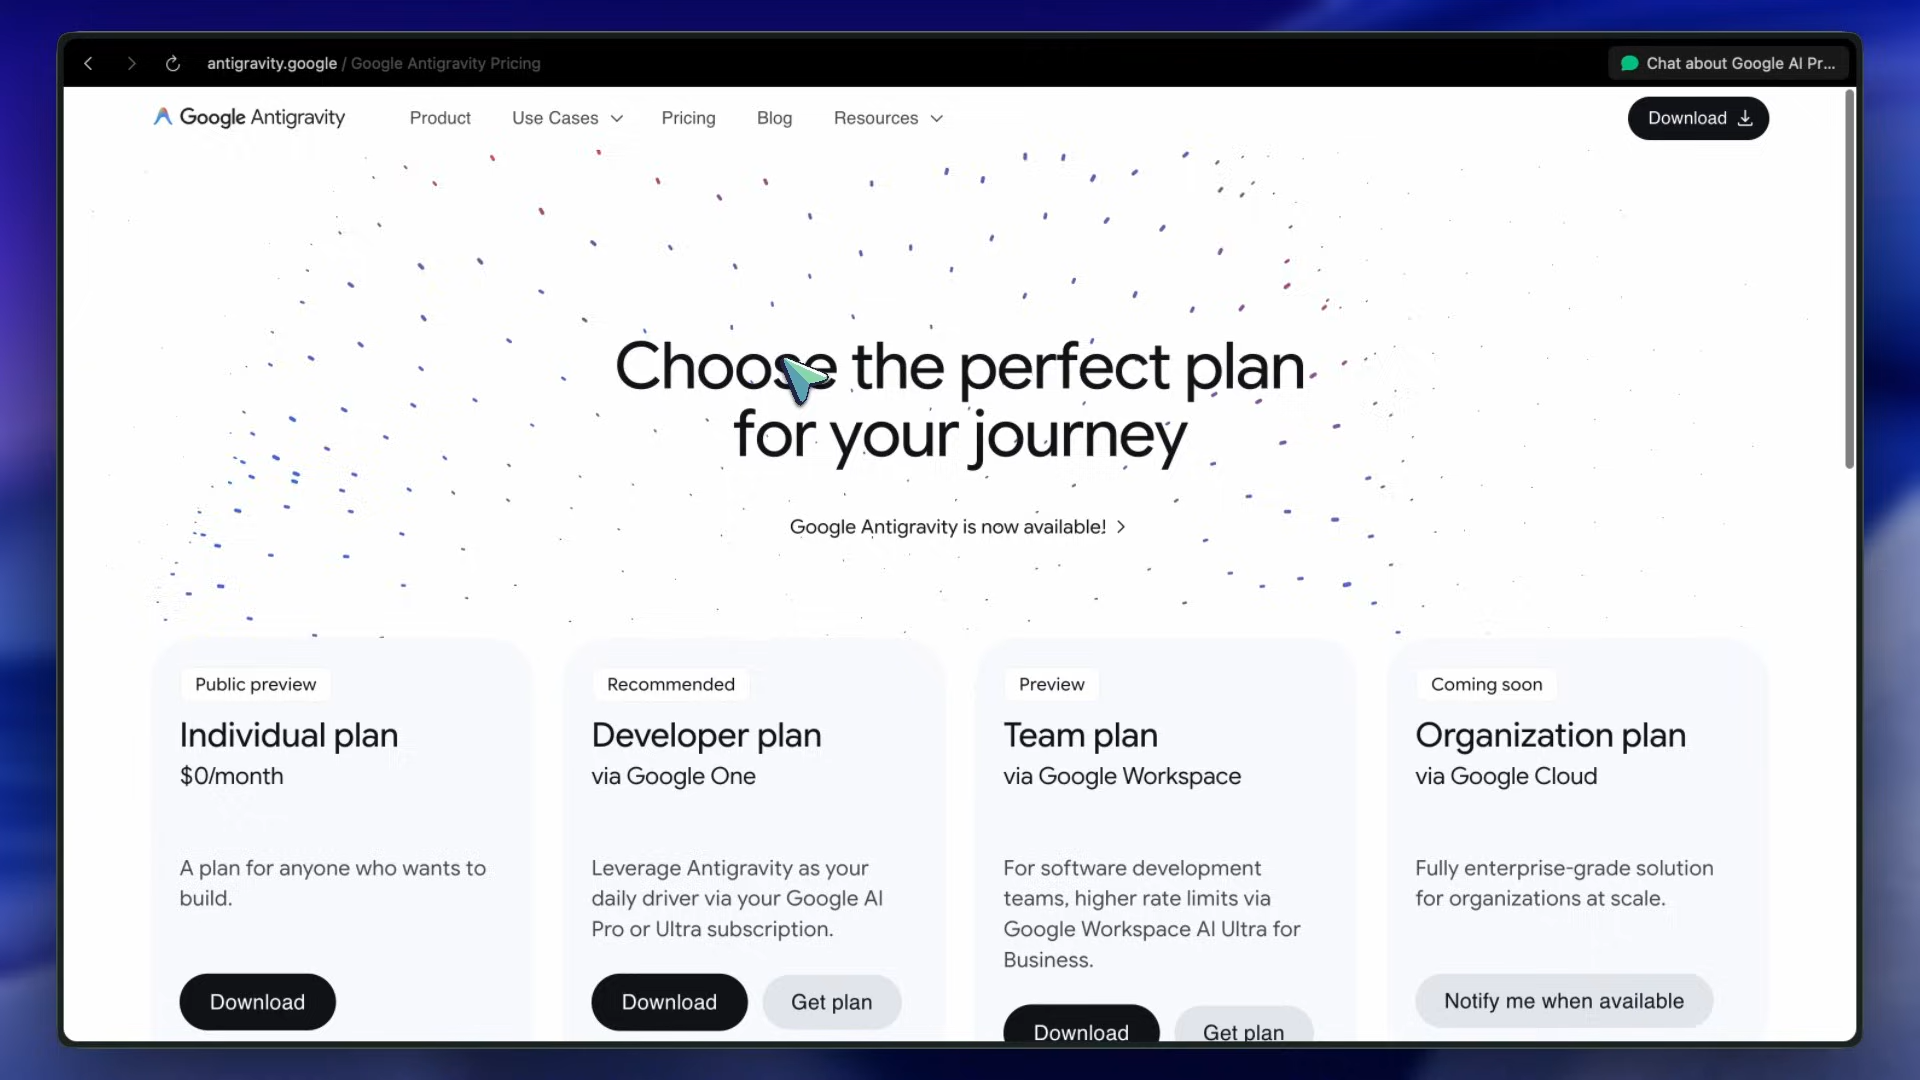 antigravity.google / Google Antigravity Pricing
Chat about Google AI Pr...
Google Antigravity
Product
Use Cases
Pricing
Blog
Resources
Download
Choose the perfect plan
for your journey
Google Antigravity is now available!
Public preview
Individual plan
$0/month
A plan for anyone who wants to
build.
Download
Recommended
Developer plan
via Google One
Leverage Antigravity as your
daily driver via your Google AI
Pro or Ultra subscription.
Download
Get plan
Preview
Team plan
via Google Workspace
For software development
teams, higher rate limits via
Google Workspace AI Ultra for
Business.
Download
Get plan
Coming soon
Organization plan
via Google Cloud
Fully enterprise-grade solution
for organizations at scale.
Notify me when available